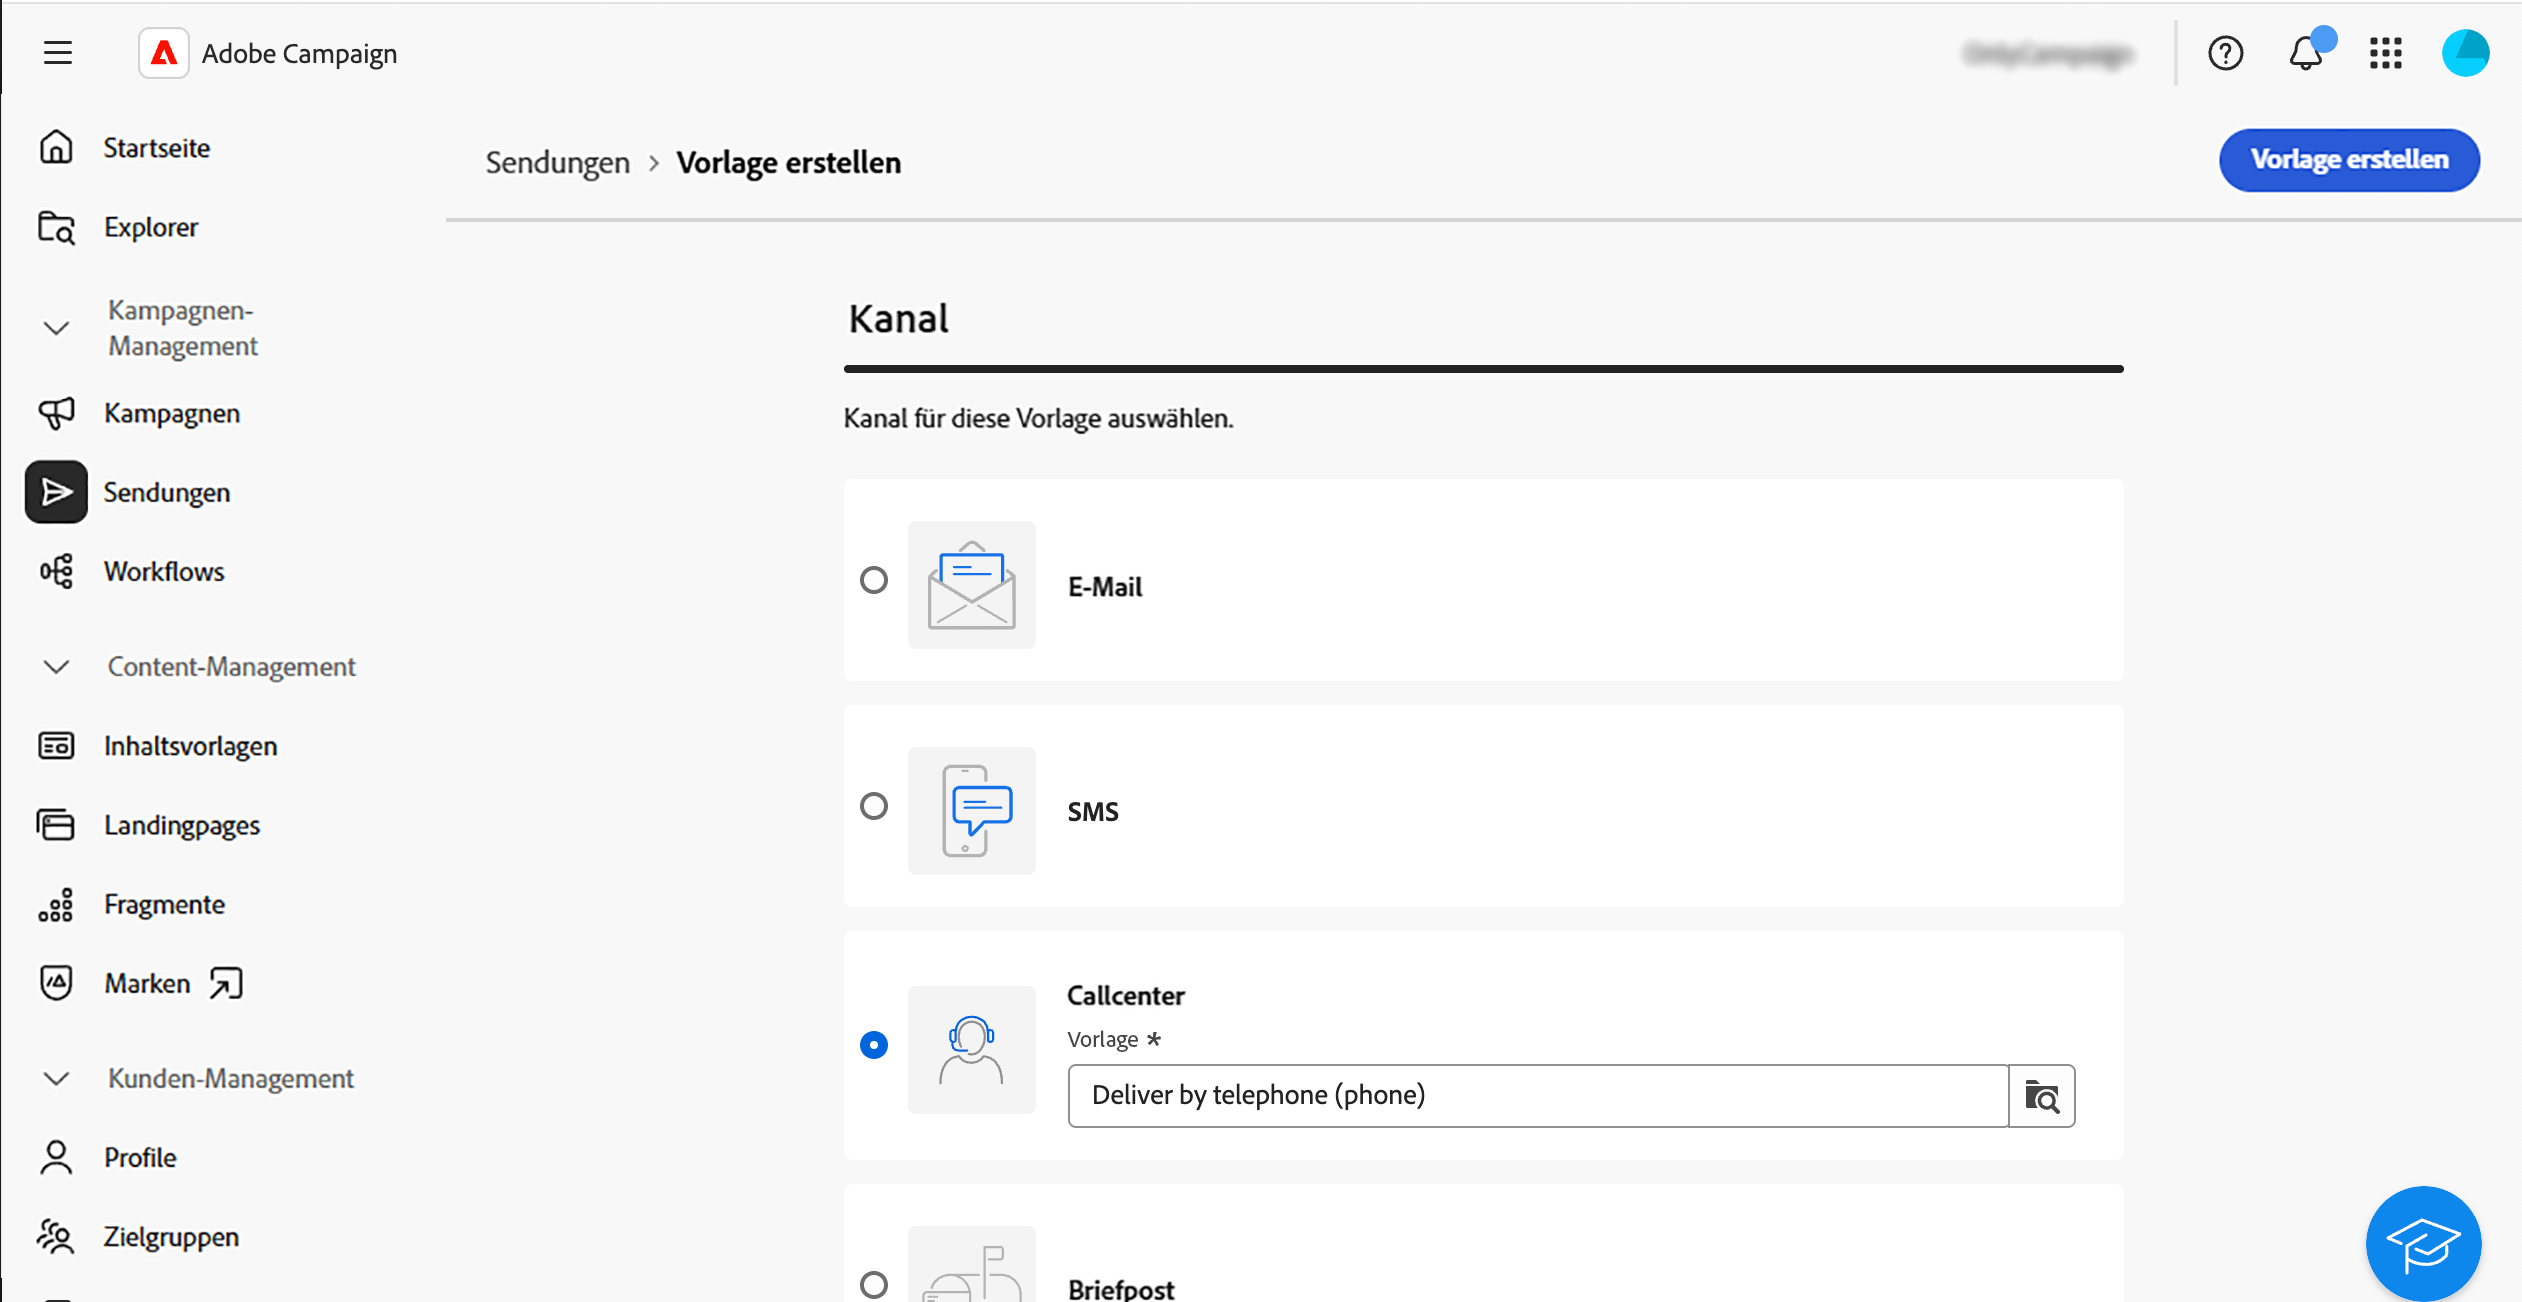 Adobe Campaign
Startseite
Explorer
Kampagnen-
Management
Kampagnen
Sendungen
Workflows
Content-Management
Inhaltsvorlagen
Landingpages
Fragmente
Marken
Kunden-Management
Profile
Zielgruppen
Sendungen > Vorlage erstellen
Vorlage erstellen
Kanal
Kanal für diese Vorlage auswählen.
E-Mail
SMS
Callcenter
Vorlage *
Deliver by telephone (phone)
Briefpost